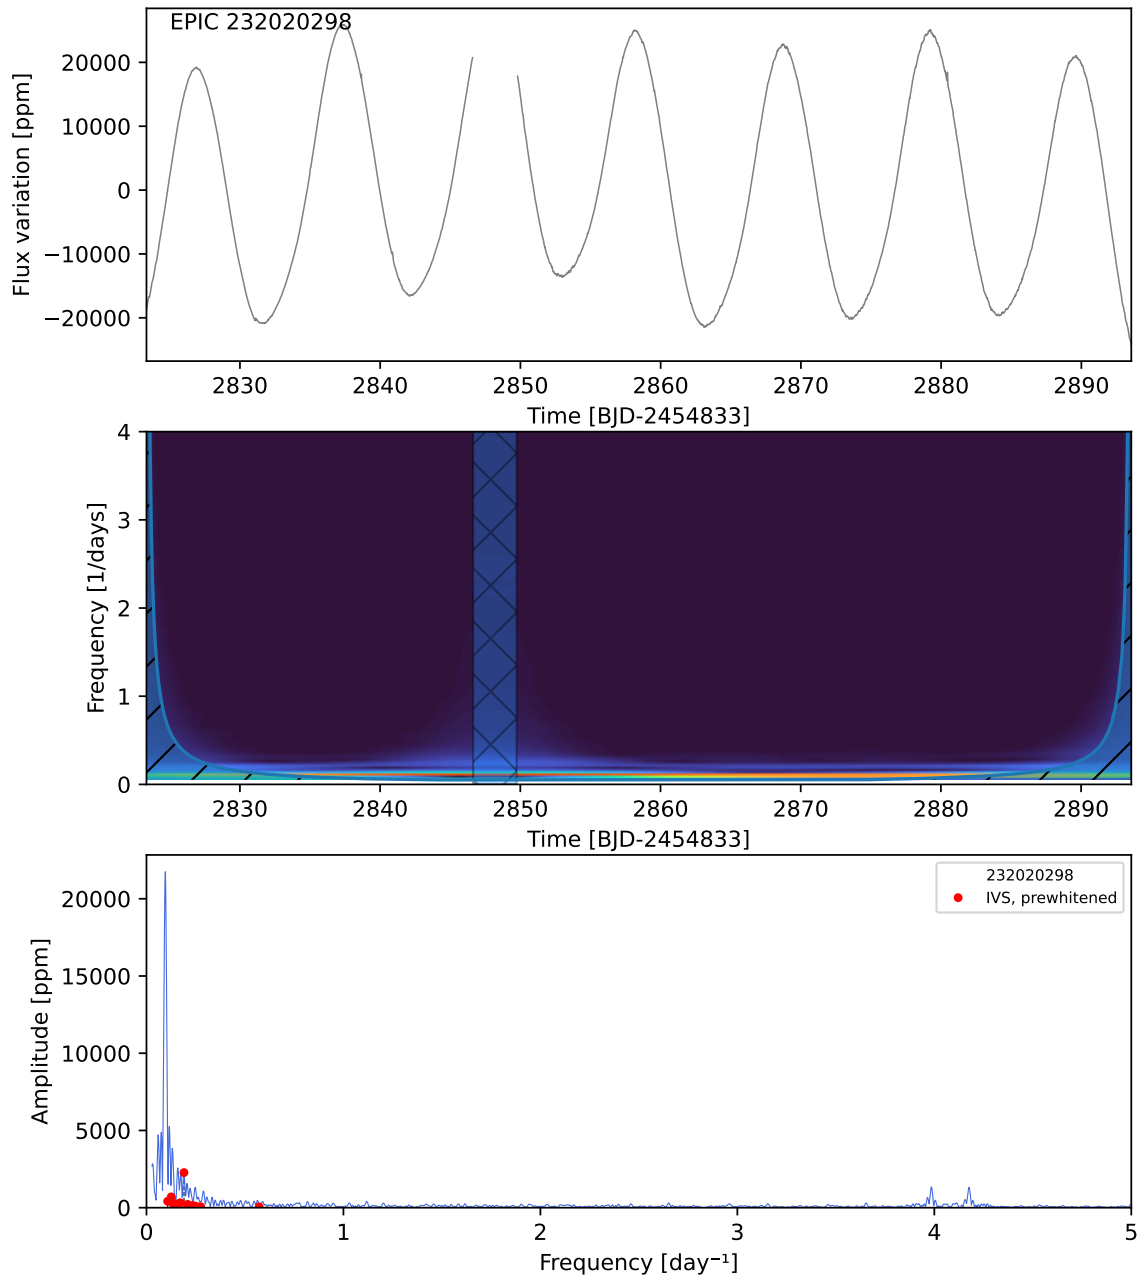 EPIC 232020298
Flux variation [ppm]
20000
10000
0
−10000
−20000
2830 2840 2850 2860 2870 2880 2890
Time [BJD-2454833]
Frequency [1/days]
4
3
2
1
0
2830 2840 2850 2860 2870 2880 2890
Time [BJD-2454833]
232020298
IVS, prewhitened
Amplitude [ppm]
20000
15000
10000
5000
0
0 1 2 3 4 5
Frequency [day⁻¹]